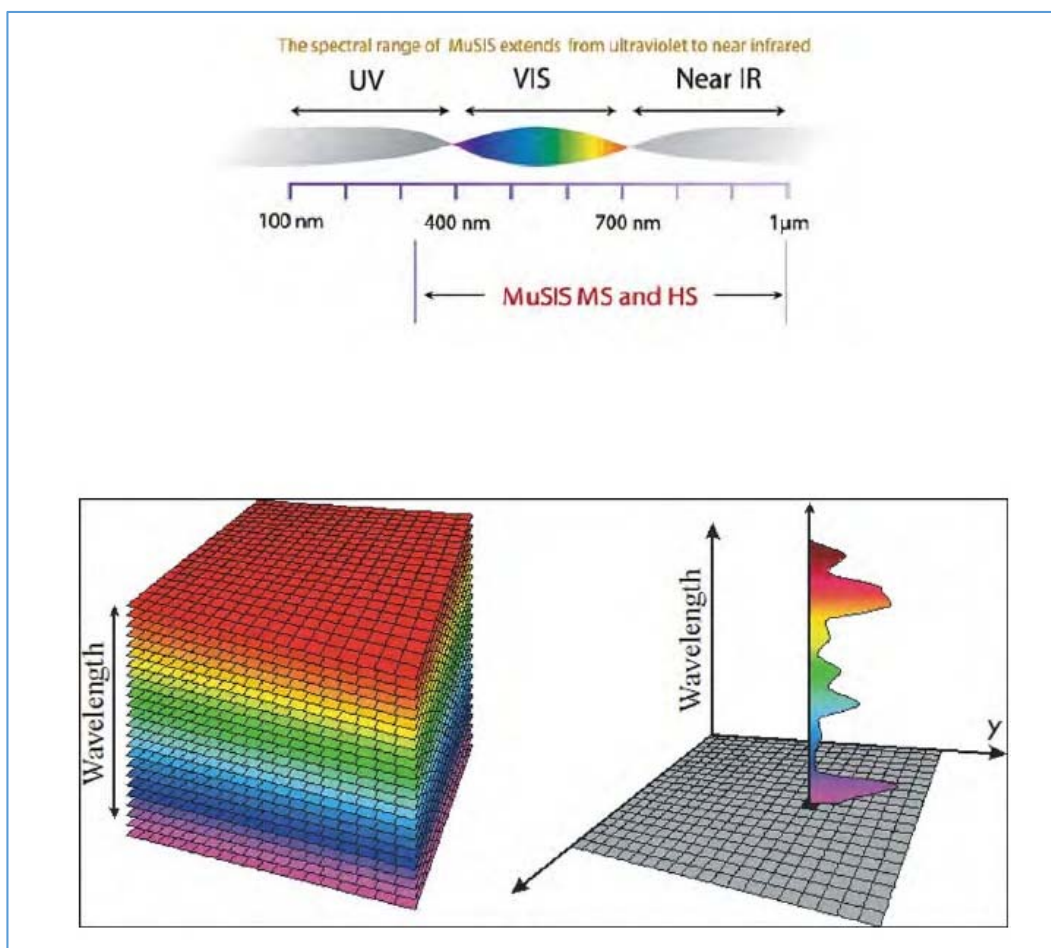 The spectral range of MuSIS extends from ultraviolet to near infrared
UV VIS Near IR
100 nm 400 nm 700 nm 1µm
MuSIS MS and HS
Wavelength
Wavelength
y